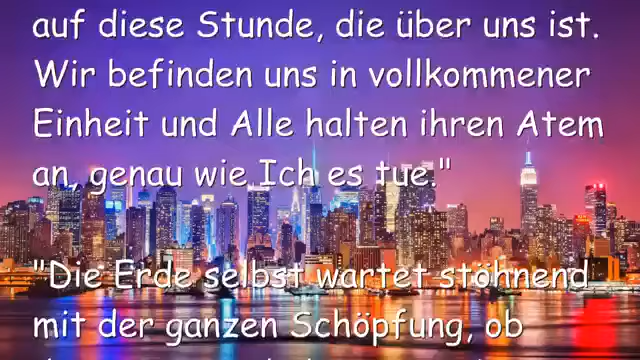 auf diese Stunde, die über uns ist.
Wir befinden uns in vollkommener
Einheit und Alle halten ihren Atem
an, genau wie Ich es tue."
"Die Erde selbst wartet stöhnend
mit der ganzen Schöpfung, ob